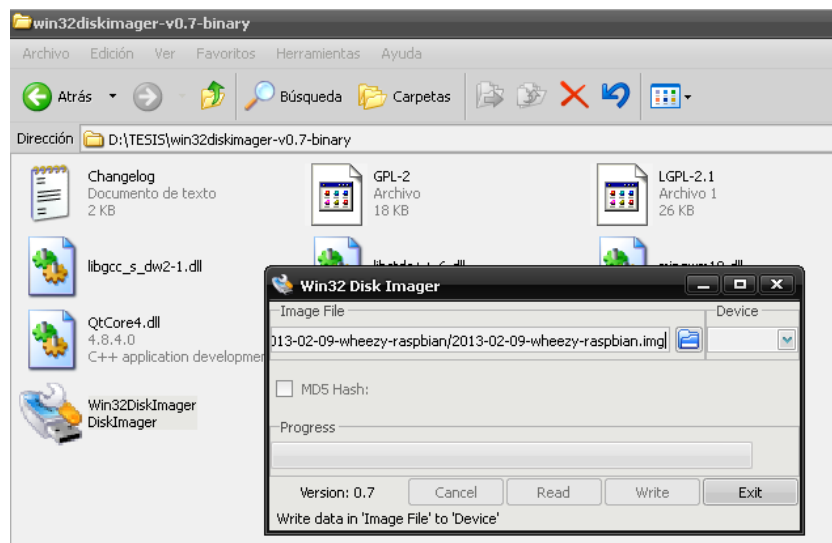 win32diskimager-v0.7-binary
Archivo Edición Ver Favoritos Herramientas Ayuda
Atrás Búsqueda Carpetas
Dirección D:\TESIS\win32diskimager-v0.7-binary
Changelog
Documento de texto
2 KB
GPL-2
Archivo
18 KB
LGPL-2.1
Archivo 1
26 KB
libgcc_s_dw2-1.dll
QtCore4.dll
4.8.4.0
C++ application developmen
Win32DiskImager
DiskImager
Win32 Disk Imager
Image File Device
013-02-09-wheezy-raspbian/2013-02-09-wheezy-raspbian.img
MD5 Hash:
Progress
Version: 0.7 Cancel Read Write Exit
Write data in 'Image File' to 'Device'